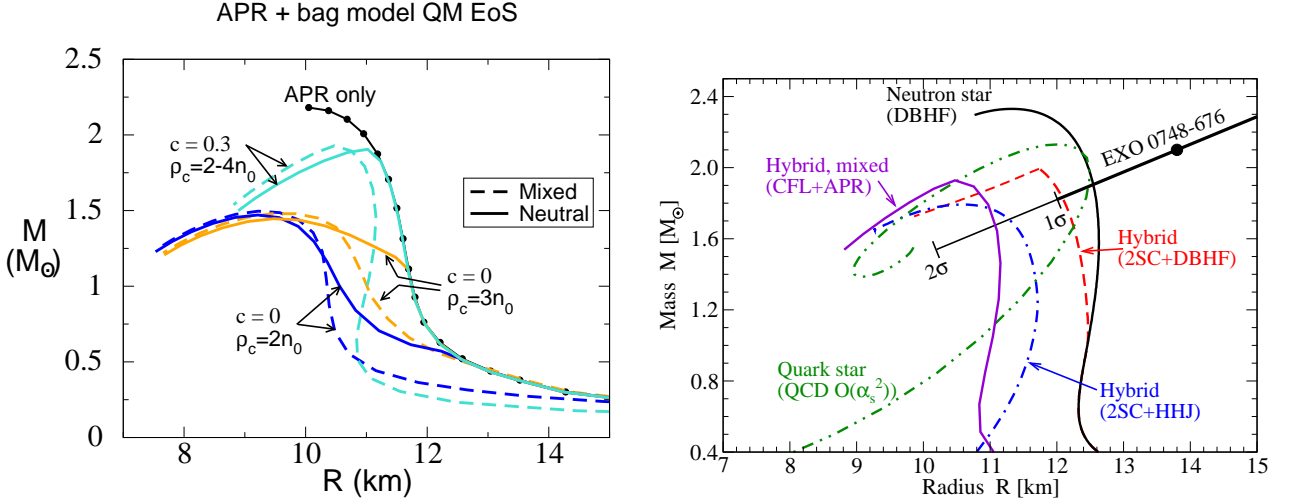 APR + bag model QM EoS
2.5
2
1.5
1
0.5
0
M
(M⊙)
8
10
12
14
R (km)
APR only
c = 0.3
ρc=2-4n0
Mixed
Neutral
c = 0
ρc=3n0
c = 0
ρc=2n0
2.4
2.0
1.6
1.2
0.8
0.4
Mass M [M⊙]
7
8
9
10
11
12
13
14
15
Radius R [km]
Neutron star
(DBHF)
EXO 0748-676
Hybrid, mixed
(CFL+APR)
1σ
2σ
Hybrid
(2SC+DBHF)
Quark star
(QCD O(αs²))
Hybrid
(2SC+HHJ)